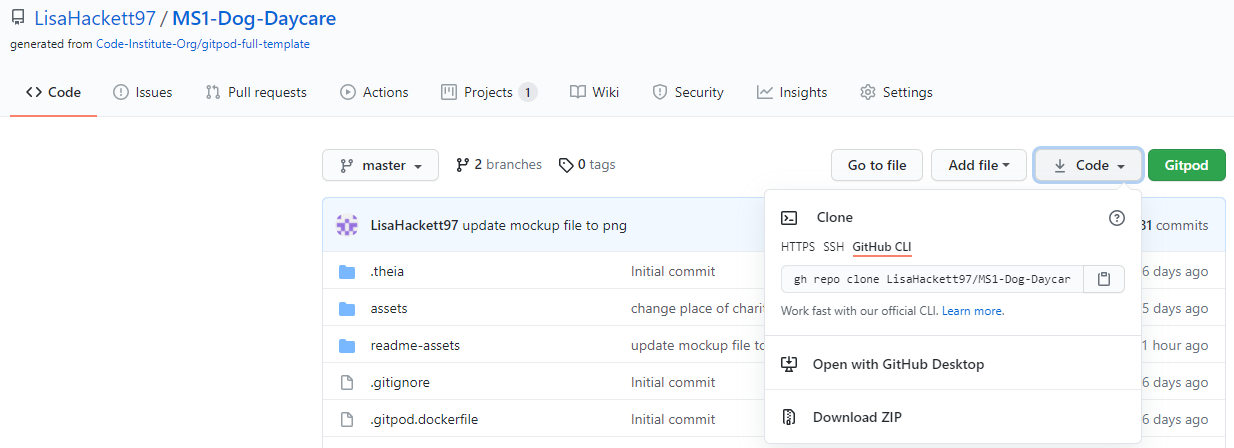 LisaHackett97 / MS1-Dog-Daycare
generated from Code-Institute-Org/gitpod-full-template
Code Issues Pull requests Actions Projects 1 Wiki Security Insights Settings
master 2 branches 0 tags Go to file Add file Code Gitpod
LisaHackett97 update mockup file to png 31 commits
.theia Initial commit 6 days ago
assets change place of charit 5 days ago
readme-assets update mockup file to 1 hour ago
.gitignore Initial commit 6 days ago
.gitpod.dockerfile Initial commit 6 days ago
Clone
HTTPS SSH GitHub CLI
gh repo clone LisaHackett97/MS1-Dog-Daycar
Work fast with our official CLI. Learn more.
Open with GitHub Desktop
Download ZIP